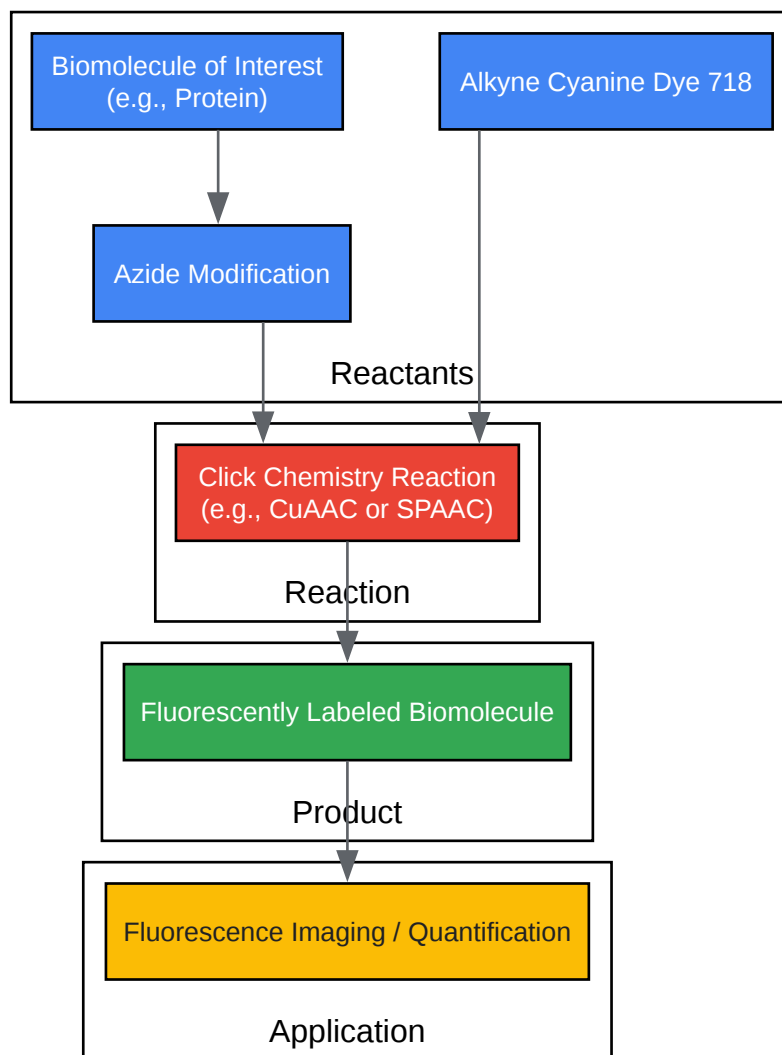 Biomolecule of Interest
(e.g., Protein)
Alkyne Cyanine Dye 718
Azide Modification
Reactants
Click Chemistry Reaction
(e.g., CuAAC or SPAAC)
Reaction
Fluorescently Labeled Biomolecule
Product
Fluorescence Imaging / Quantification
Application